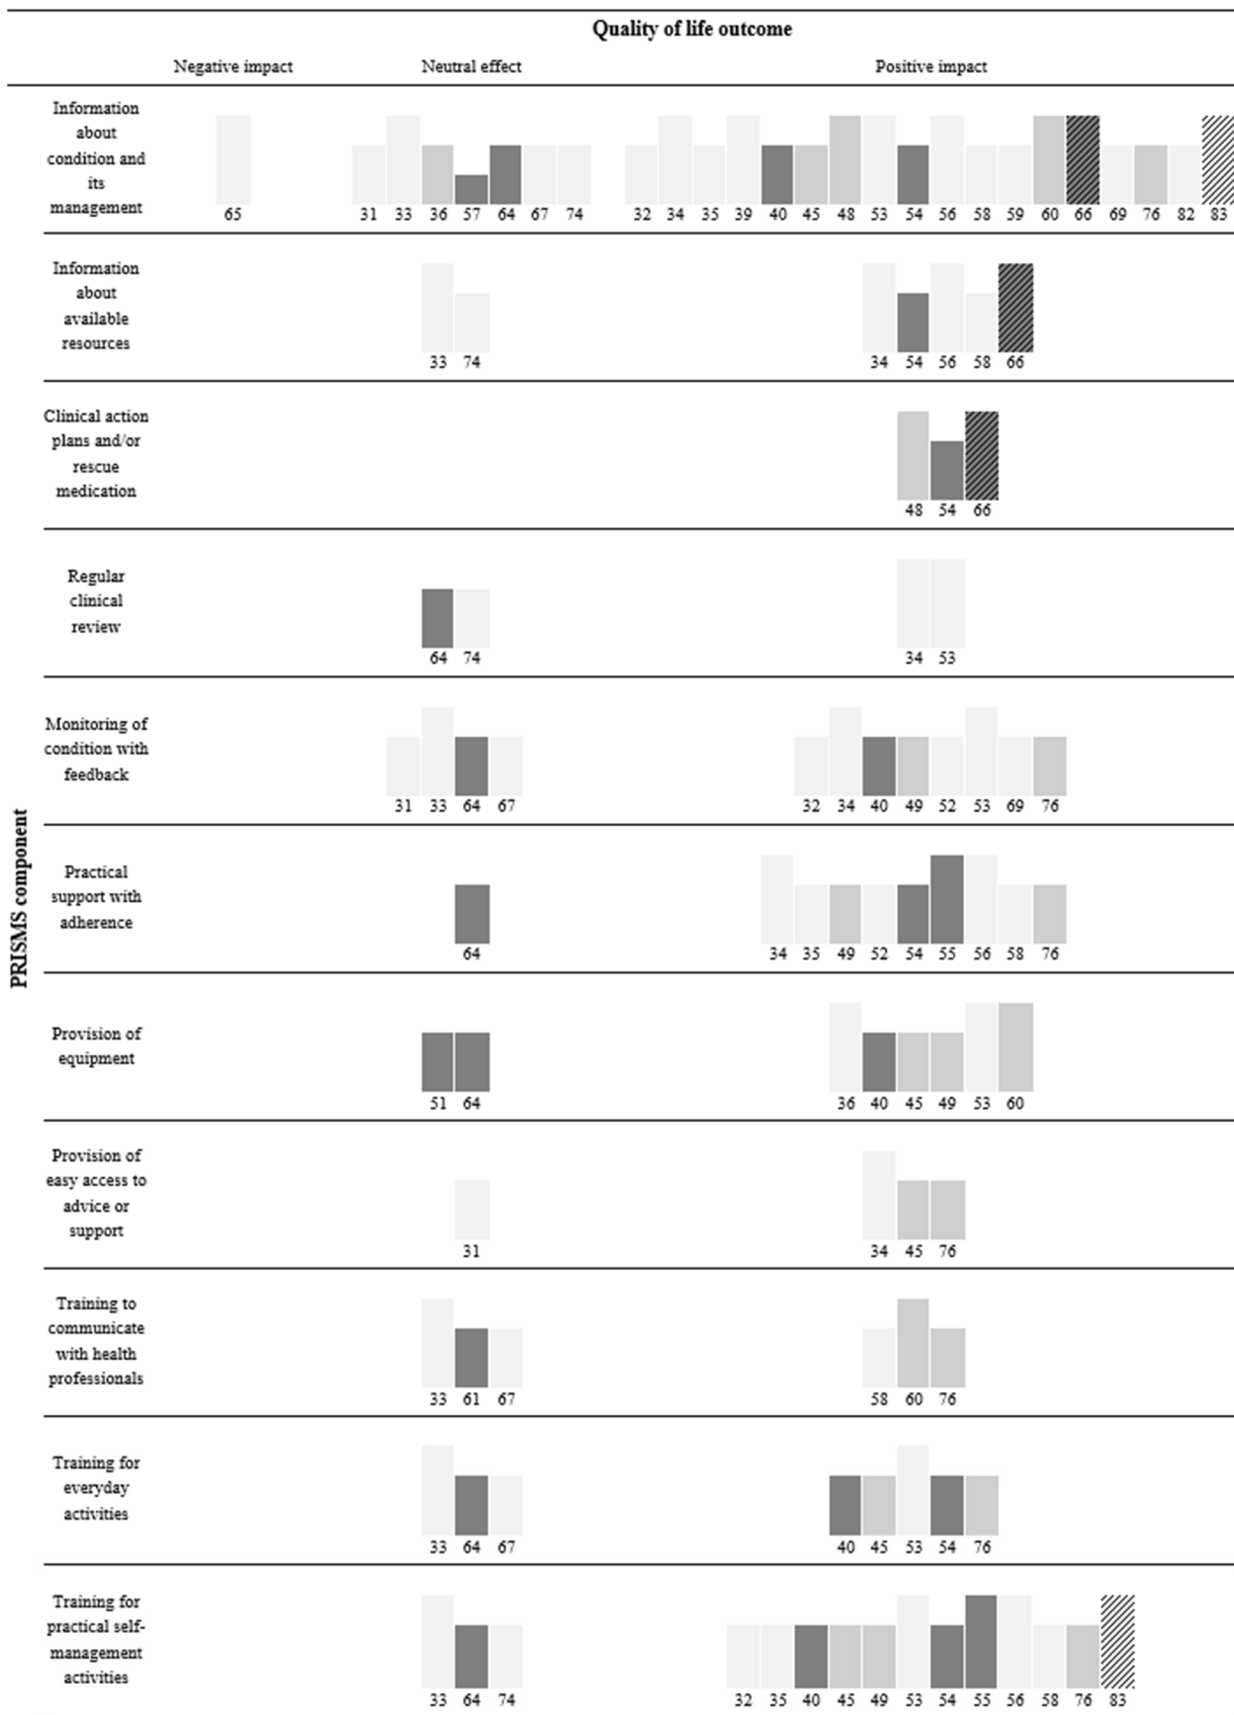 Quality of life outcome
Negative impact Neutral effect Positive impact
PRISMS component
Information
about
condition and
its
management
65 31 33 36 57 64 67 74 32 34 35 39 40 45 48 53 54 56 58 59 60 66 69 76 82 83
Information
about
available
resources
33 74 34 54 56 58 66
Clinical action
plans and/or
rescue
medication
48 54 66
Regular
clinical
review
64 74 34 53
Monitoring of
condition with
feedback
31 33 64 67 32 34 40 49 52 53 69 76
Practical
support with
adherence
64 34 35 49 52 54 55 56 58 76
Provision of
equipment
51 64 36 40 45 49 53 60
Provision of
easy access to
advice or
support
31 34 45 76
Training to
communicate
with health
professionals
33 61 67 58 60 76
Training for
everyday
activities
33 64 67 40 45 53 54 76
Training for
practical self-
management
activities
33 64 74 32 35 40 45 49 53 54 55 56 58 76 83